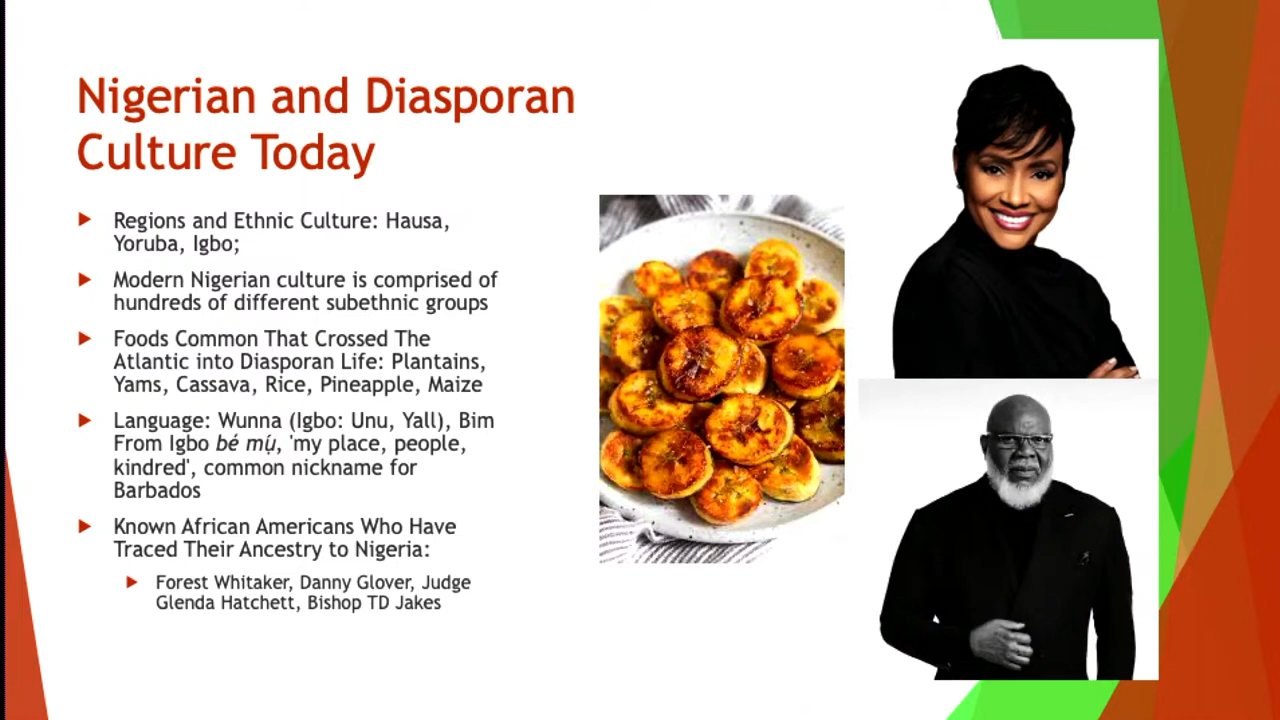 Nigerian and Diasporan
Culture Today
Regions and Ethnic Culture: Hausa,
Yoruba, Igbo;
Modern Nigerian culture is comprised of
hundreds of different subethnic groups
Foods Common That Crossed The
Atlantic into Diasporan Life: Plantains,
Yams, Cassava, Rice, Pineapple, Maize
Language: Wunna (Igbo: Unu, Yall), Bim
From Igbo bé mụ́, 'my place, people,
kindred', common nickname for
Barbados
Known African Americans Who Have
Traced Their Ancestry to Nigeria:
Forest Whitaker, Danny Glover, Judge
Glenda Hatchett, Bishop TD Jakes